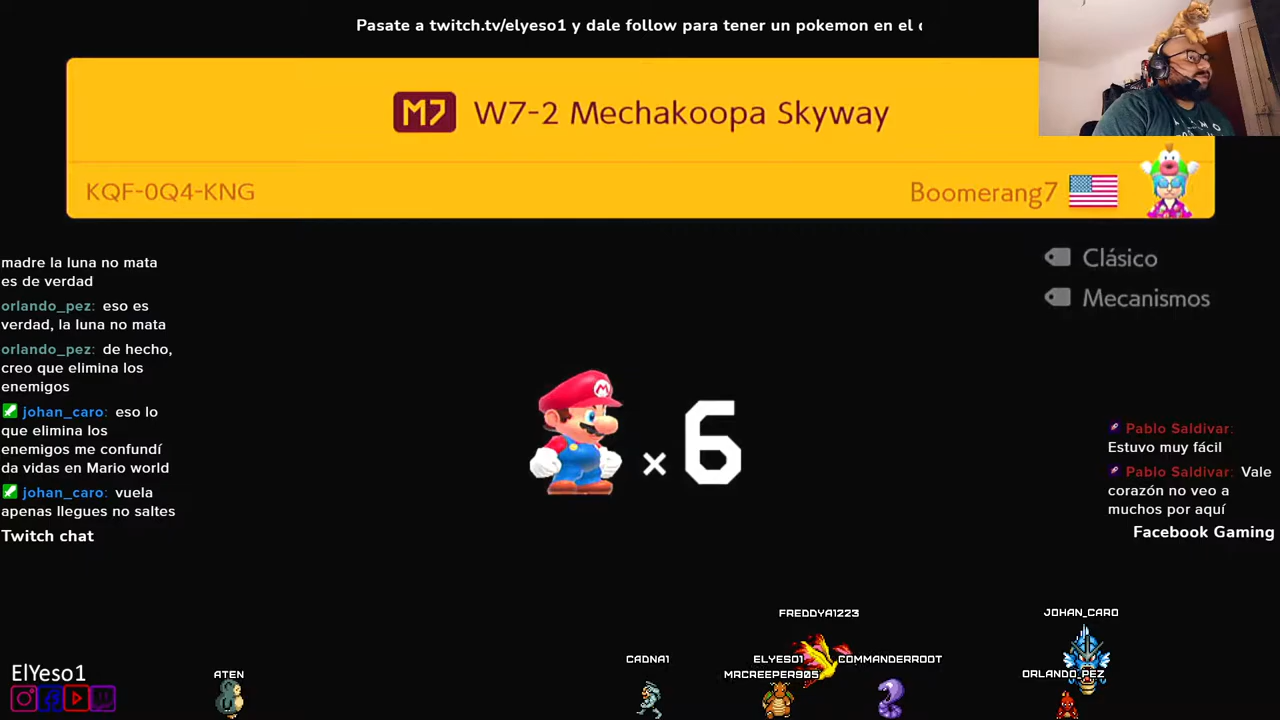 Pasate a twitch.tv/elyeso1 y dale follow para tener un pokemon en el
M7 W7-2 Mechakoopa Skyway
KQF-0Q4-KNG
Boomerang7
Clásico
Mecanismos
madre la luna no mata
es de verdad
orlando_pez: eso es
verdad, la luna no mata
orlando_pez: de hecho,
creo que elimina los
enemigos
johan_caro: eso lo
que elimina los
enemigos me confundí
da vidas en Mario world
johan_caro: vuela
apenas llegues no saltes
Twitch chat
M
× 6
Pablo Saldivar:
Estuvo muy fácil
Pablo Saldivar: Vale
corazón no veo a
muchos por aquí
Facebook Gaming
ElYeso1
ATEN
CADNA1
FREDDYA1223
ELYESO1
COMMANDERROOT
MRCREEPER905
JOHAN_CARO
ORLANDO_PEZ